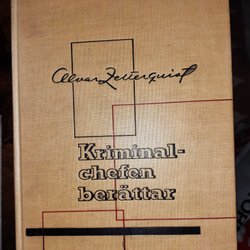 Alvar Zetterquist
Kriminal-
chefen
berättar